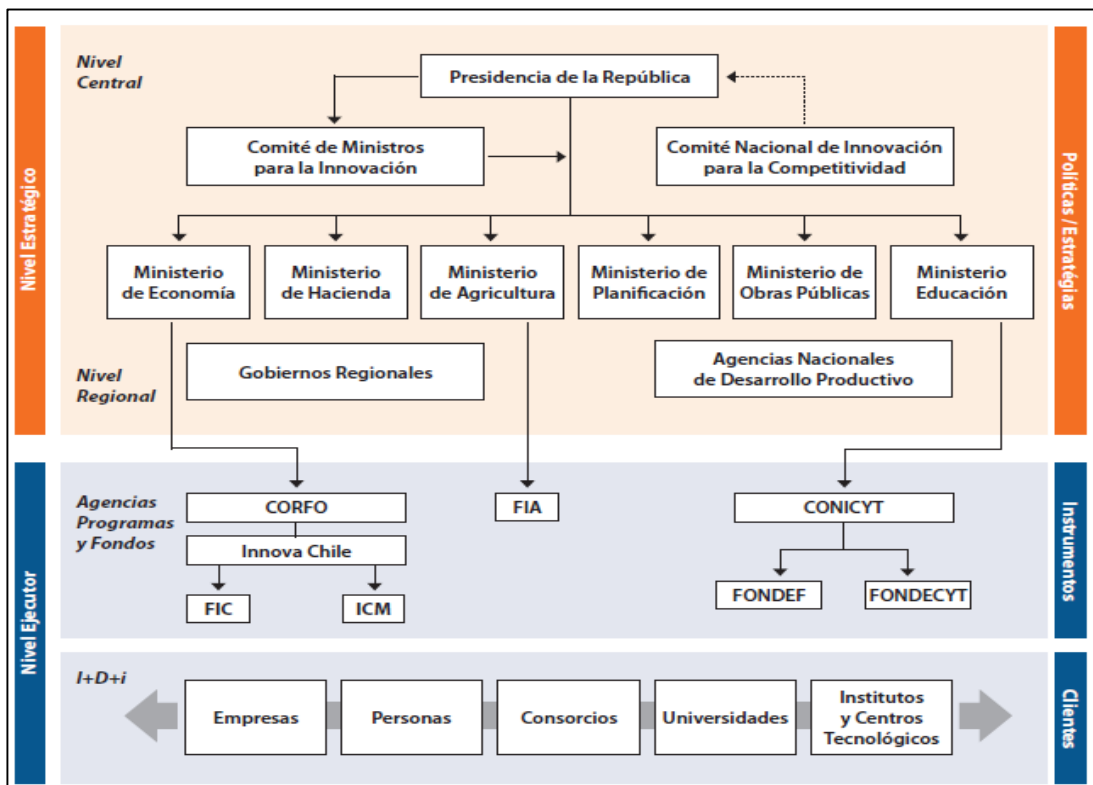 Nivel
Central
Presidencia de la República
Comité de Ministros
para la Innovación
Comité Nacional de Innovación
para la Competitividad
Nivel Estratégico
Políticas / Estratégias
Ministerio
de Economía
Ministerio
de Hacienda
Ministerio
de Agricultura
Ministerio de
Planificación
Ministerio de
Obras Públicas
Ministerio
Educación
Nivel
Regional
Gobiernos Regionales
Agencias Nacionales
de Desarrollo Productivo
Nivel Ejecutor
Agencias
Programas
y Fondos
CORFO
FIA
CONICYT
Innova Chile
FIC
ICM
FONDEF
FONDECYT
Instrumentos
I+D+i
Empresas
Personas
Consorcios
Universidades
Institutos
y Centros
Tecnológicos
Clientes